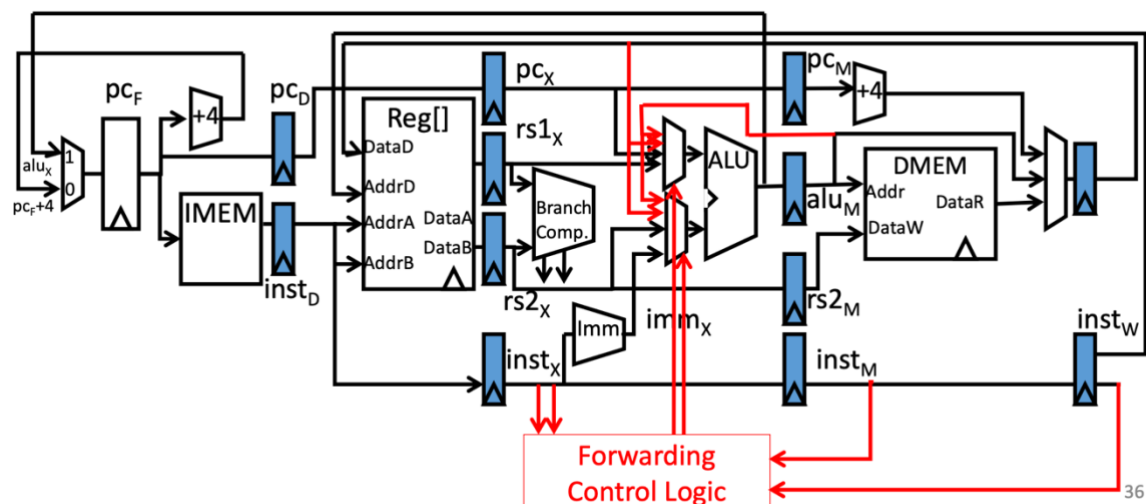 pc_F
+4
pc_D
Reg[]
DataD
AddrD
AddrA
AddrB
DataA
DataB
pc_X
rs1_X
Branch
Comp.
rs2_X
Imm.
imm_X
inst_X
ALU
pc_M
+4
alu_M
DMEM
Addr
DataR
DataW
rs2_M
inst_M
inst_W
1
0
alu_X
pc_F+4
IMEM
inst_D
Forwarding
Control Logic
36